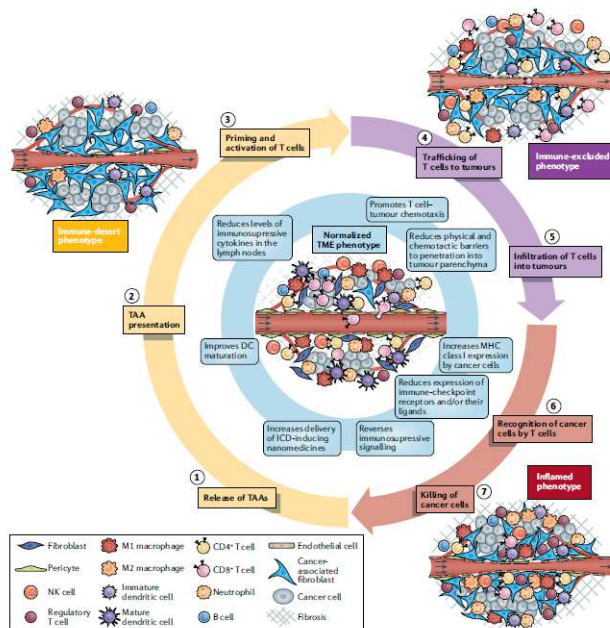 3
Priming and
activation of T cells
4
Trafficking of
T cells to tumours
Immune-excluded
phenotype
Immune-desert
phenotype
5
Infiltration of T cells
into tumours
Promotes T cell–
tumour chemotaxis
Reduces levels of
immunosupressive
cytokines in the
lymph nodes
Normalized
TME phenotype
Reduces physical and
chemotactic barriers
to penetration into
tumour parenchyma
2
TAA
presentation
Improves DC
maturation
Increases MHC
class I expression
by cancer cells
Reduces expression of
immune-checkpoint
receptors and/or their
ligands
Increases delivery
of ICD-inducing
nanomedicines
Reverses
immunosupressive
signalling
6
Recognition of cancer
cells by T cells
1
Release of TAAs
7
Killing of
cancer cells
Inflamed
phenotype
Fibroblast
M1 macrophage
CD4+ T cell
Endothelial cell
Pericyte
M2 macrophage
CD8+ T cell
Cancer-
associated
fibroblast
NK cell
Immature
dendritic cell
Neutrophil
Cancer cell
Regulatory
T cell
Mature
dendritic cell
B cell
Fibrosis